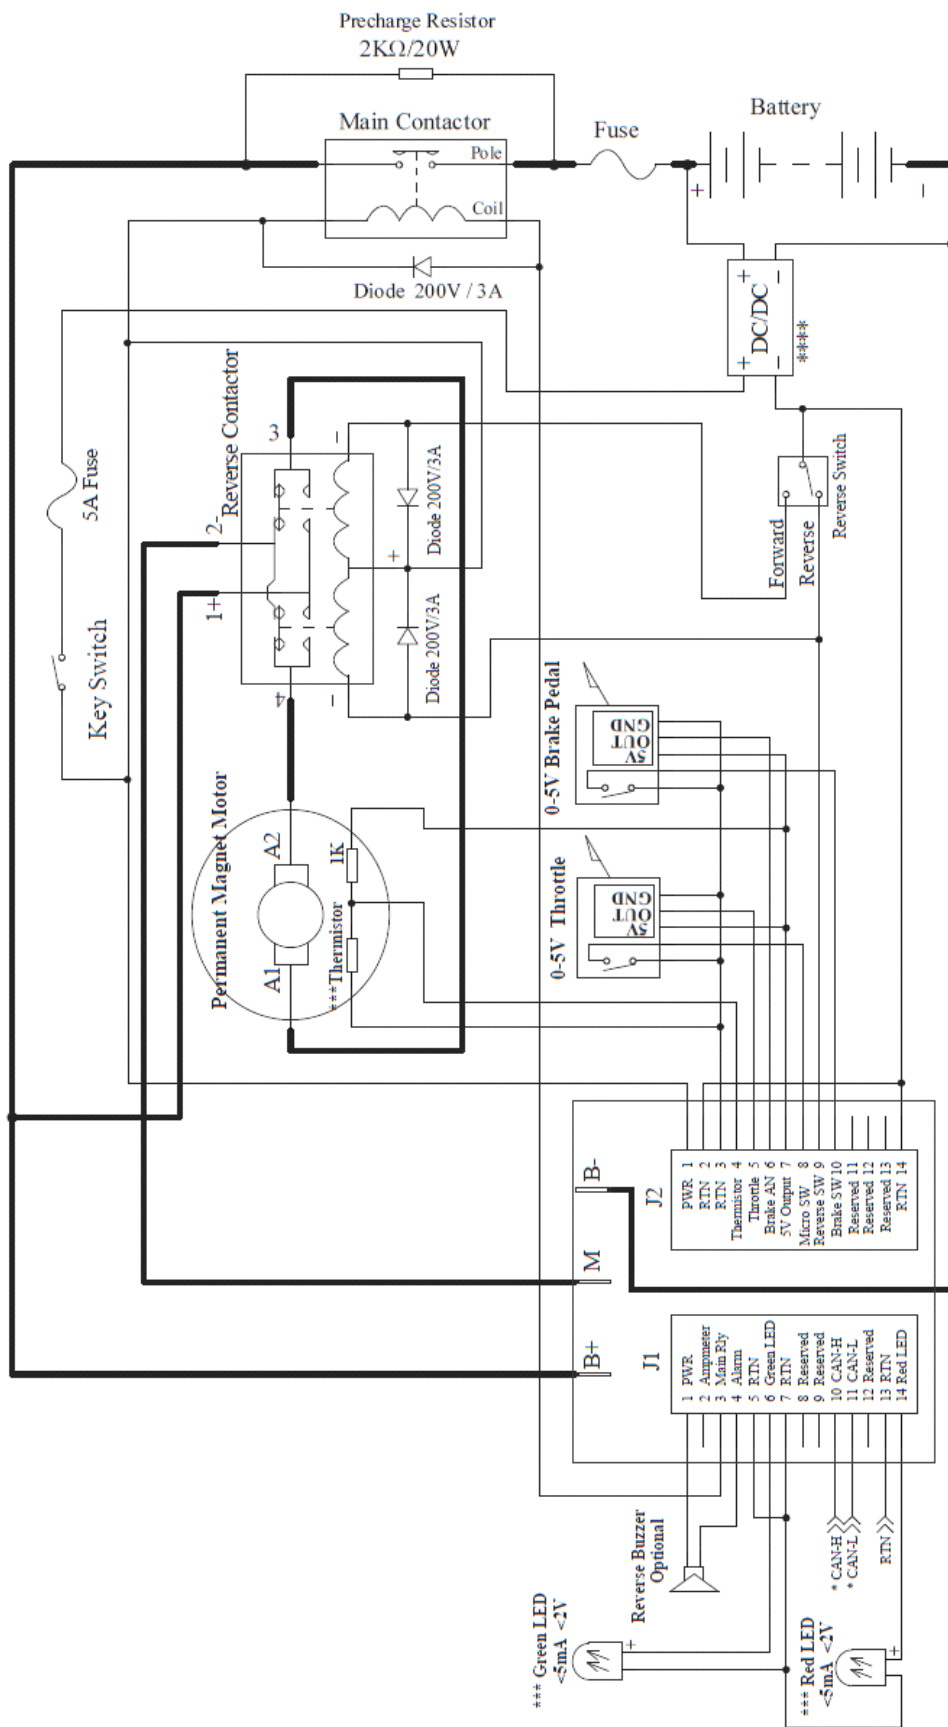 Precharge Resistor
2KΩ/20W
Main Contactor
Pole
Coil
Fuse
Battery
+
-
Diode 200V / 3A
+
-
DC/DC
+
-
****
5A Fuse
Key Switch
Reverse Contactor
3
2-
1+
4
-
+
-
Diode 200V/3A
Diode 200V/3A
Forward
Reverse
Reverse Switch
0-5V Brake Pedal
GND
OUT
5V
0-5V Throttle
GND
OUT
5V
Permanent Magnet Motor
A2
A1
1K
***Thermistor
B-
M
B+
J2
PWR 1
RTN 2
RTN 3
Thermistor 4
Throttle 5
Brake AN 6
5V Output 7
Micro SW 8
Reverse SW 9
Brake SW 10
Reserved 11
Reserved 12
Reserved 13
RTN 14
J1
1 PWR
2 Ampmeter
3 Main Rly
4 Alarm
5 RTN
6 Green LED
7 RTN
8 Reserved
9 Reserved
10 CAN-H
11 CAN-L
12 Reserved
13 RTN
14 Red LED
Reverse Buzzer
Optional
* CAN-H
* CAN-L
RTN
*** Green LED
<5mA <2V
+
*** Red LED
<5mA <2V
+